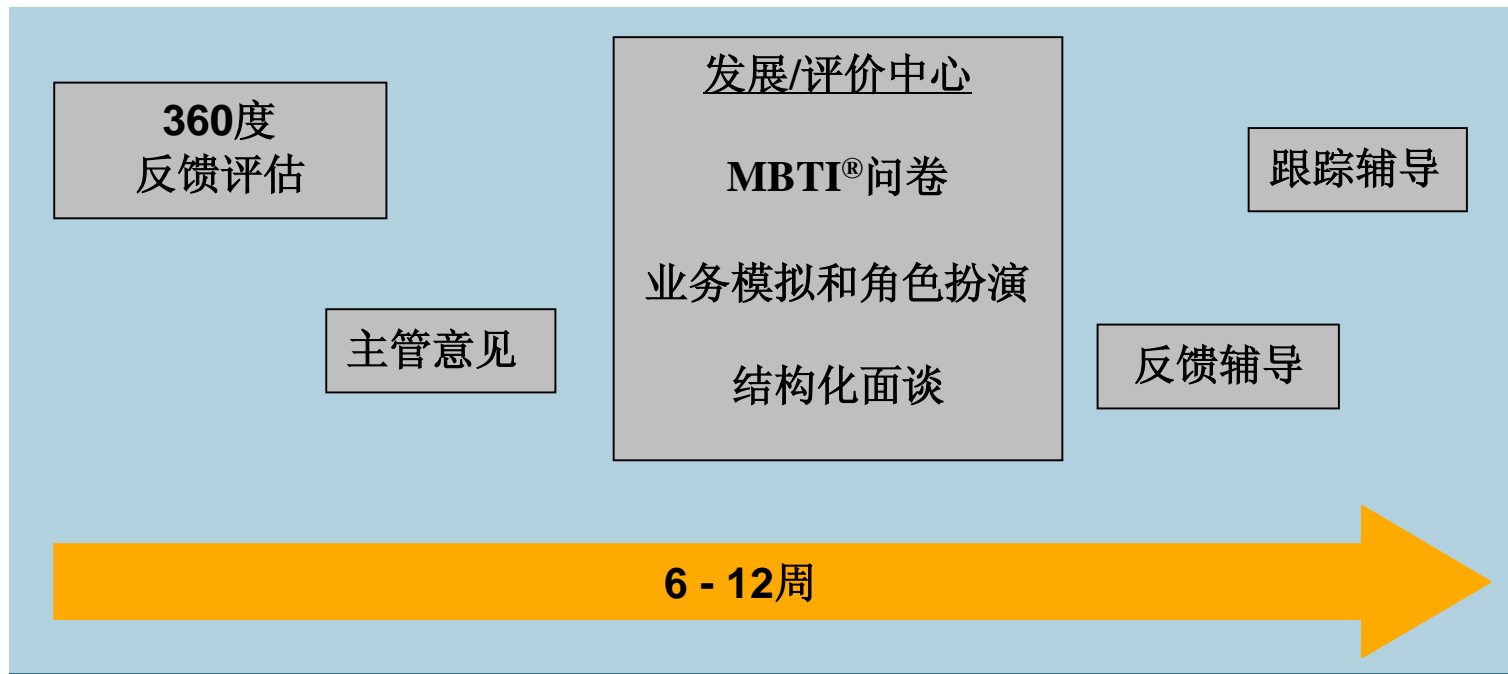 360度
反馈评估
主管意见
发展/评价中心
MBTI®问卷
业务模拟和角色扮演
结构化面谈
反馈辅导
跟踪辅导
6 - 12周